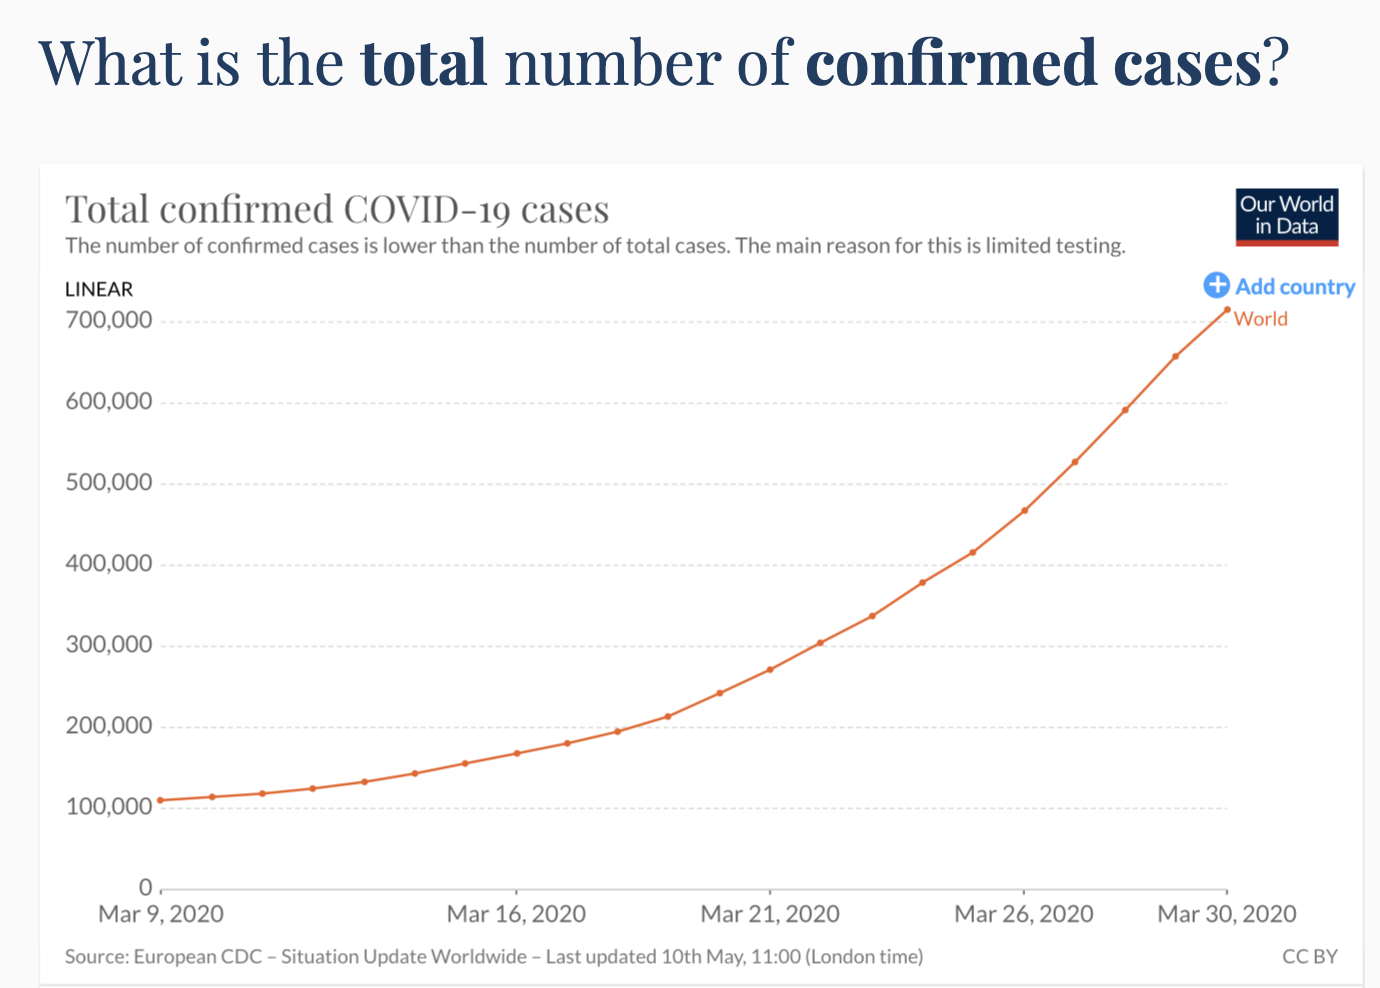 What is the total number of confirmed cases?
Total confirmed COVID-19 cases
Our World
in Data
The number of confirmed cases is lower than the number of total cases. The main reason for this is limited testing.
LINEAR
Add country
700,000
World
600,000
500,000
400,000
300,000
200,000
100,000
0
Mar 9, 2020 Mar 16, 2020 Mar 21, 2020 Mar 26, 2020 Mar 30, 2020
Source: European CDC – Situation Update Worldwide – Last updated 10th May, 11:00 (London time) CC BY